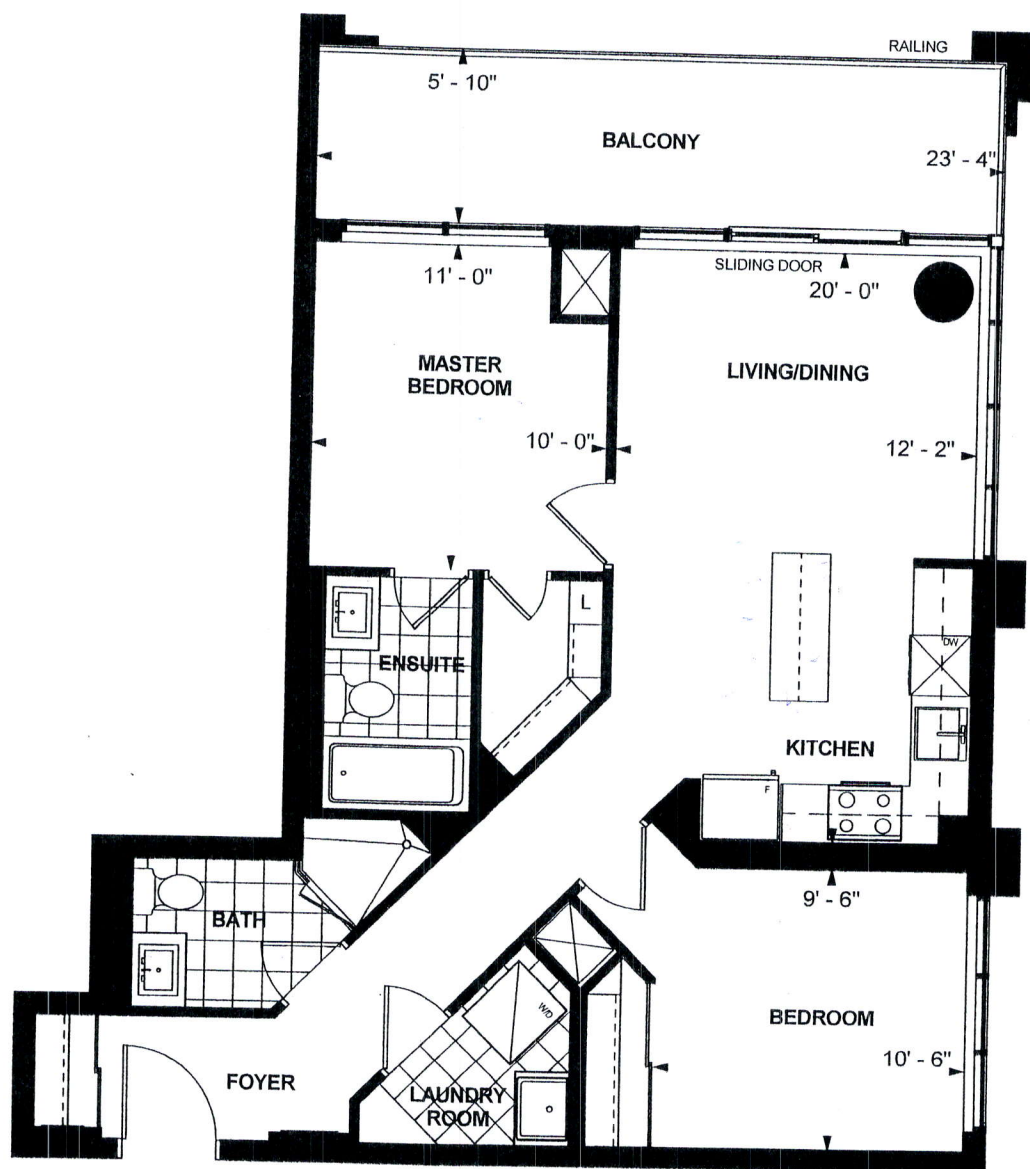 RAILING
5' - 10"
BALCONY
23' - 4"
SLIDING DOOR
11' - 0"
20' - 0"
MASTER
BEDROOM
LIVING/DINING
10' - 0"
12' - 2"
L
DW
ENSUITE
KITCHEN
F
9' - 6"
BATH
W/D
BEDROOM
10' - 6"
FOYER
LAUNDRY
ROOM